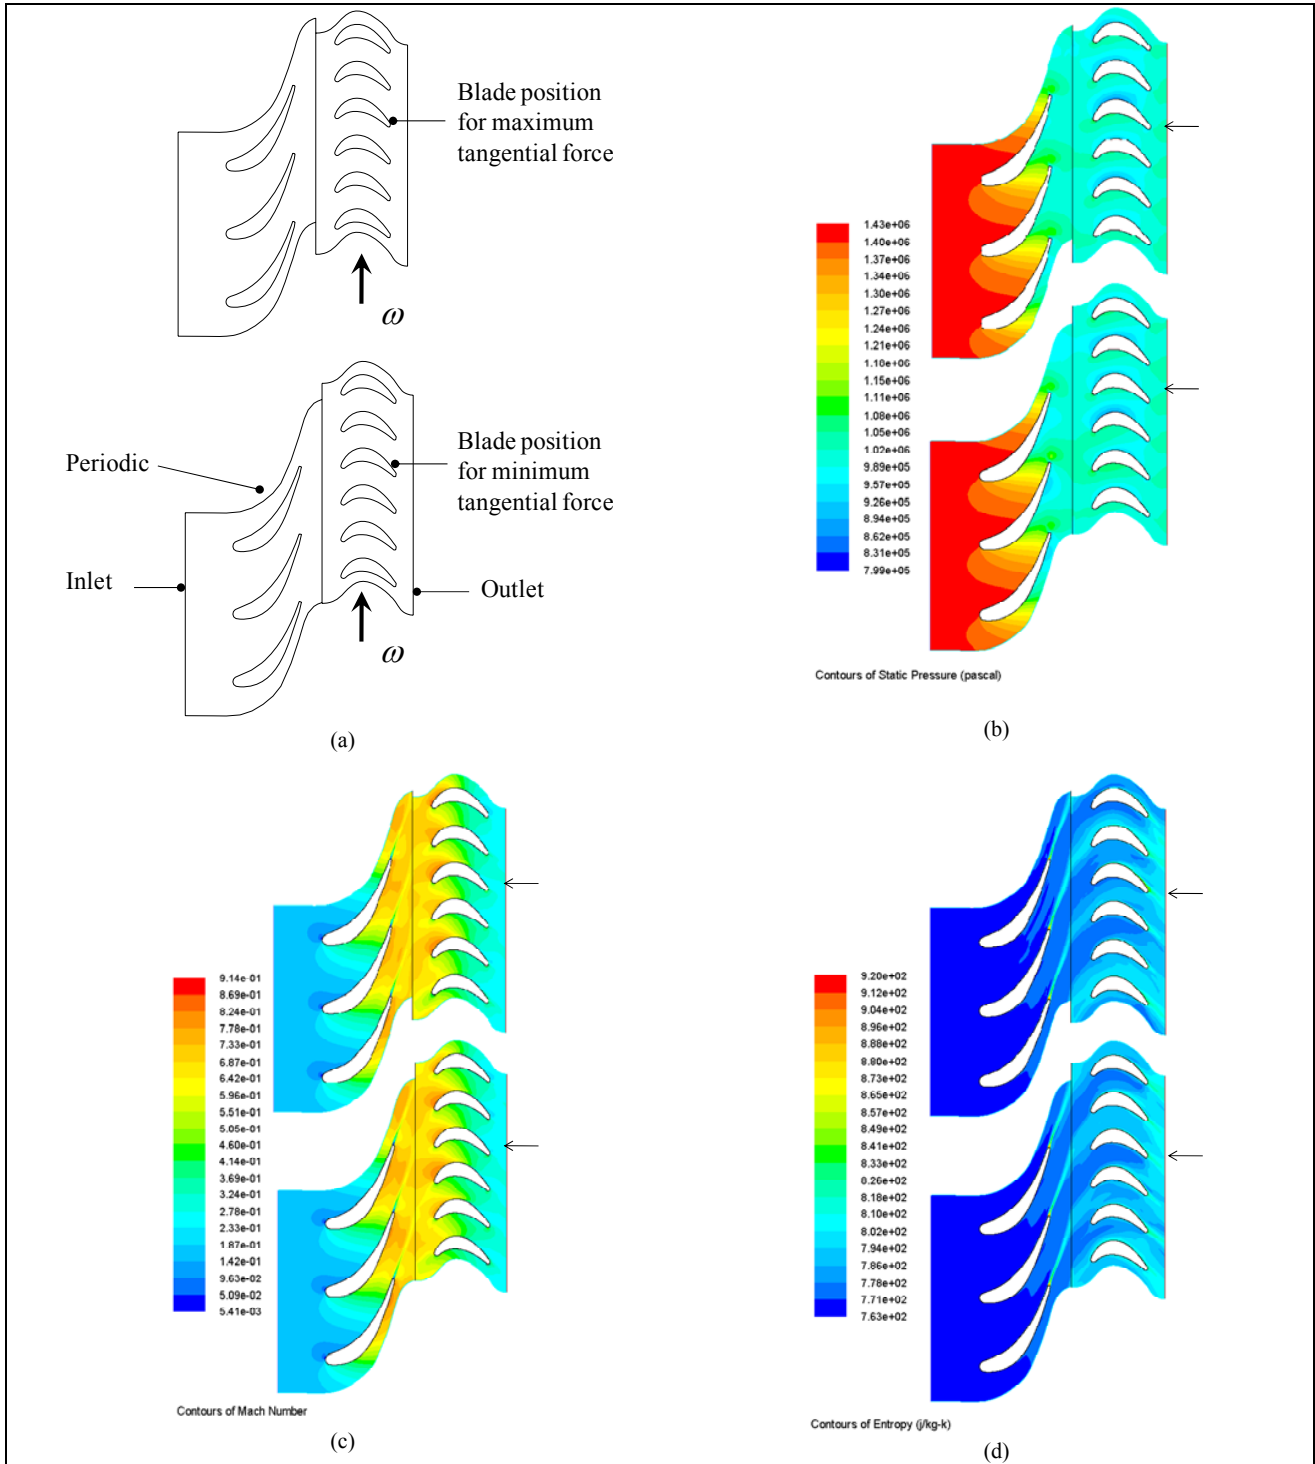 Blade position
for maximum
tangential force
ω
Periodic
Blade position
for minimum
tangential force
Inlet
Outlet
ω
(a)
1.43e+06
1.40e+06
1.37e+06
1.34e+06
1.30e+06
1.27e+06
1.24e+06
1.21e+06
1.10e+06
1.15e+06
1.11e+06
1.08e+06
1.05e+06
1.02e+06
9.89e+05
9.57e+05
9.26e+05
8.94e+05
8.62e+05
8.31e+05
7.99e+05
Contours of Static Pressure (pascal)
(b)
9.14e-01
8.69e-01
8.24e-01
7.78e-01
7.33e-01
6.87e-01
6.42e-01
5.96e-01
5.51e-01
5.05e-01
4.60e-01
4.14e-01
3.69e-01
3.24e-01
2.78e-01
2.33e-01
1.87e-01
1.42e-01
9.63e-02
5.09e-02
5.41e-03
Contours of Mach Number
(c)
9.20e+02
9.12e+02
9.04e+02
8.96e+02
8.88e+02
8.80e+02
8.73e+02
8.65e+02
8.57e+02
8.49e+02
8.41e+02
8.33e+02
8.26e+02
8.18e+02
8.10e+02
8.02e+02
7.94e+02
7.86e+02
7.78e+02
7.71e+02
7.63e+02
Contours of Entropy (j/kg-k)
(d)